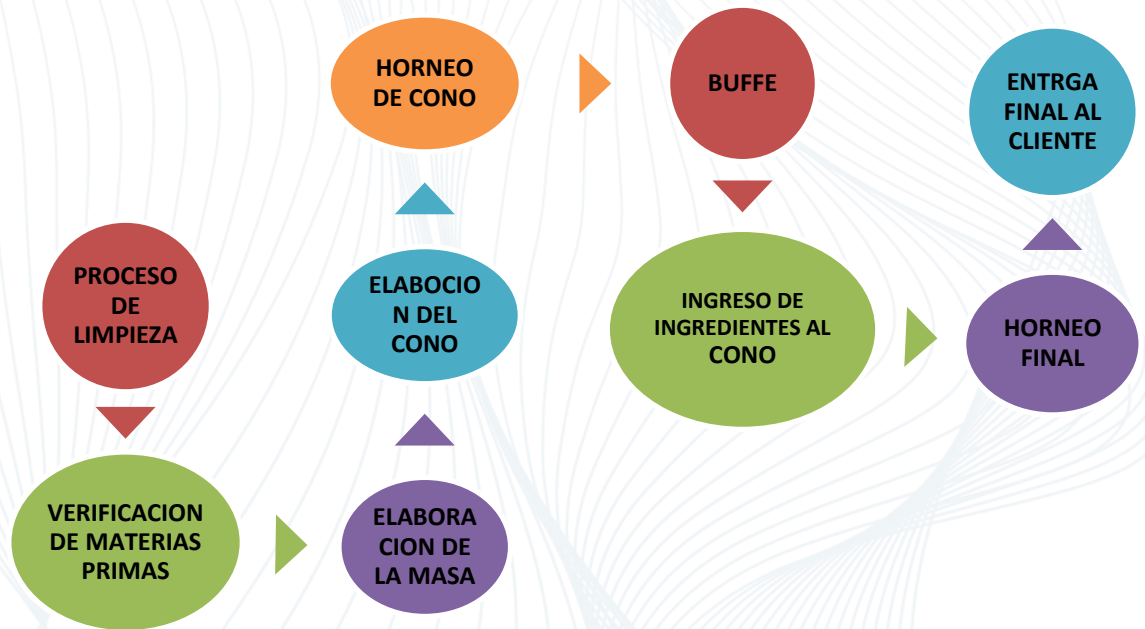 PROCESO
DE
LIMPIEZA
VERIFICACION
DE MATERIAS
PRIMAS
ELABORA
CION DE
LA MASA
ELABOCIO
N DEL
CONO
HORNEO
DE CONO
BUFFE
INGRESO DE
INGREDIENTES AL
CONO
HORNEO
FINAL
ENTRGA
FINAL AL
CLIENTE